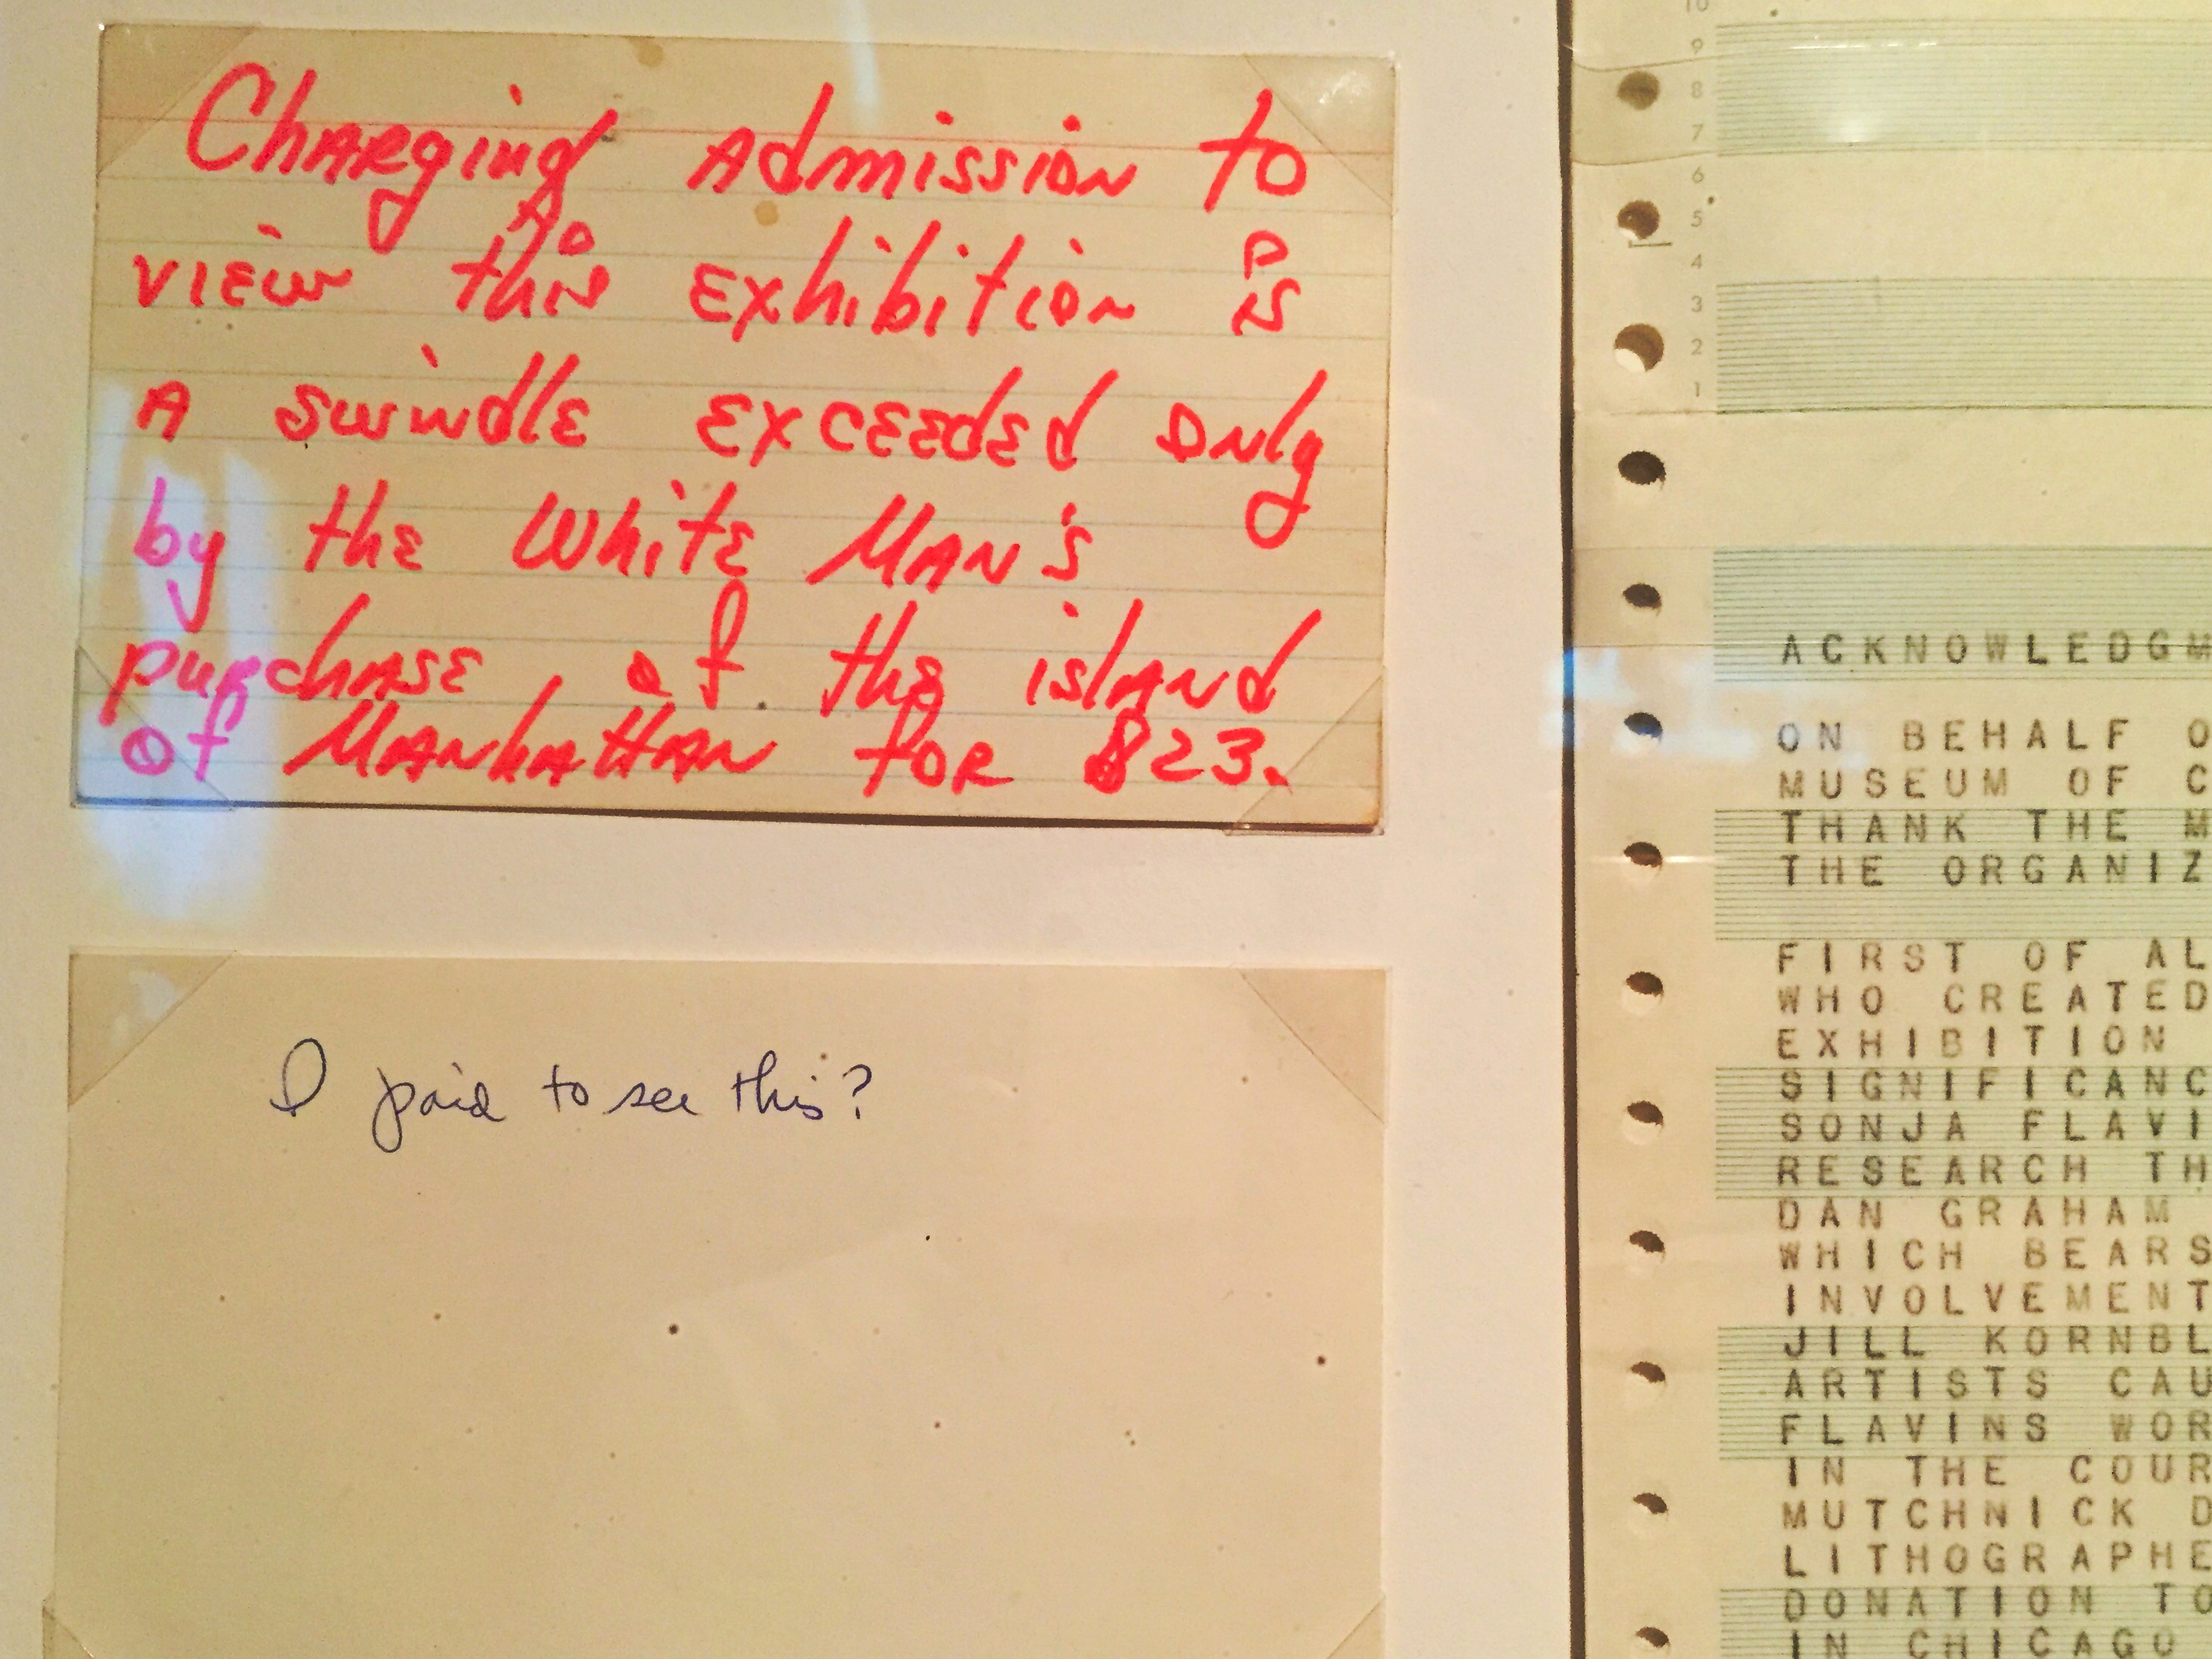 Charging Admission to
view this Exhibition is
A swindle exceeded only
by the White Man's
purchase of the island
of Manhattan for $23.
I paid to see this?
10
9
8
7
6
5
4
3
2
1
ACKNOWLEDGM
ON BEHALF O
MUSEUM OF C
THANK THE M
THE ORGANIZ
FIRST OF AL
WHO CREATED
EXHIBITION
SIGNIFICANC
SONJA FLAVI
RESEARCH TH
DAN GRAHAM
WHICH BEARS
INVOLVEMENT
JILL KORNBL
ARTISTS CAU
FLAVINS WOR
IN THE COUR
MUTCHNICK D
LITHOGRAPHE
DONATION TO
IN CHICAGO